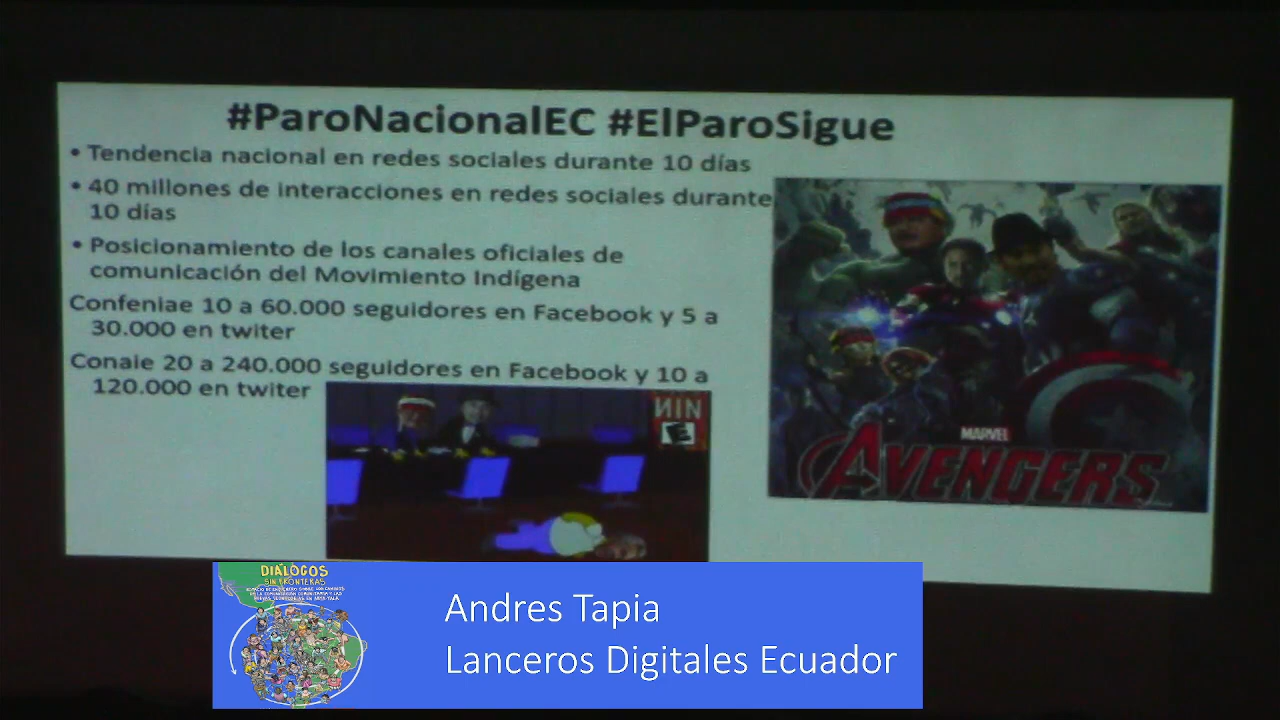 #ParoNacionalEC #ElParoSigue
• Tendencia nacional en redes sociales durante 10 días
• 40 millones de interacciones en redes sociales durante
10 días
• Posicionamiento de los canales oficiales de
comunicación del Movimiento Indígena
Confeniae 10 a 60.000 seguidores en Facebook y 5 a
30.000 en twiter
Conaie 20 a 240.000 seguidores en Facebook y 10 a
120.000 en twiter
NIN
E
MARVEL
AVENGERS
DIÁLOGOS
SIN FRONTERAS
Andres Tapia
Lanceros Digitales Ecuador